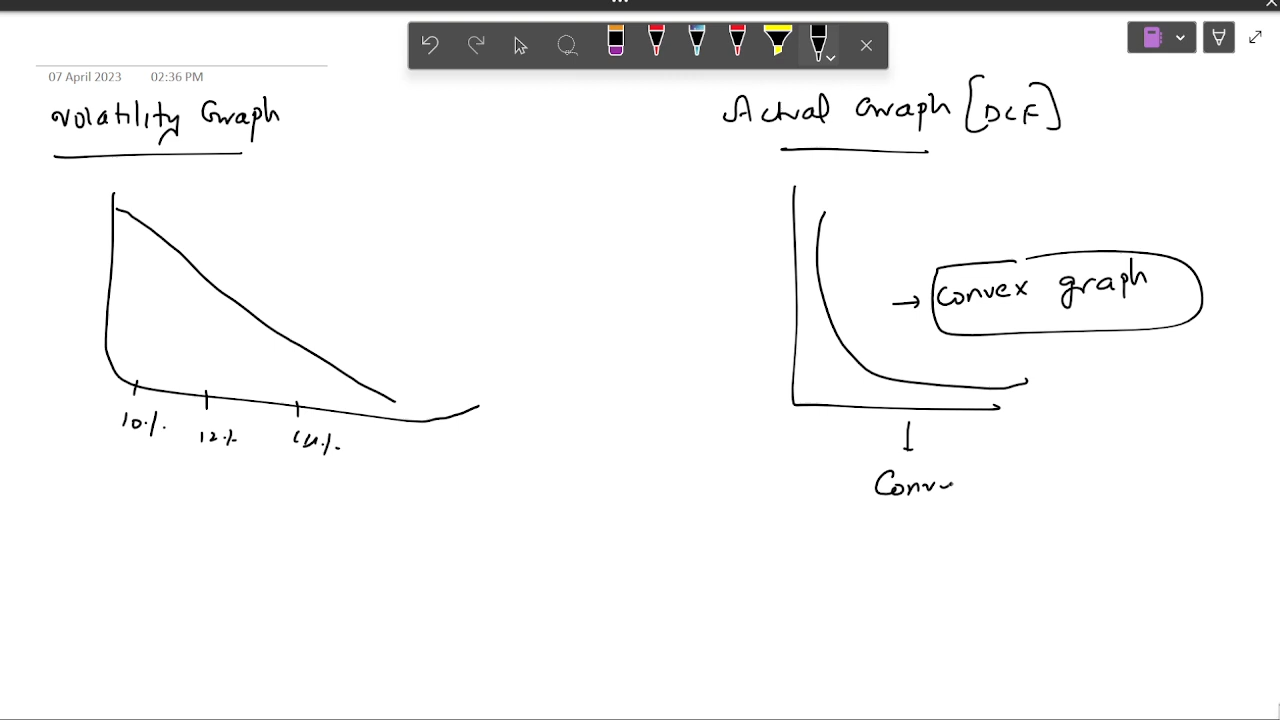 07 April 2023 02:36 PM
Volatility Graph
10%
12%
14%
Actual Graph [DCF]
→ Convex graph
Conv